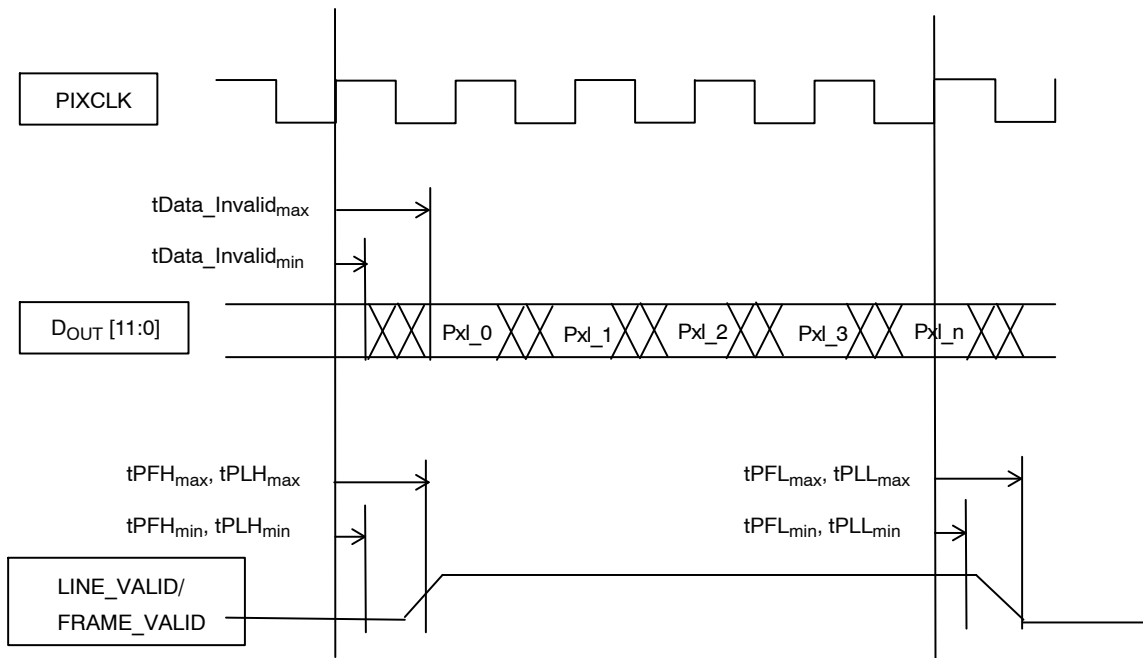 PIXCLK
tData_Invalidmax
tData_Invalidmin
DOUT [11:0]
Pxl_0
Pxl_1
Pxl_2
Pxl_3
Pxl_n
tPFHmax, tPLHmax
tPFLmax, tPLLmax
tPFHmin, tPLHmin
tPFLmin, tPLLmin
LINE_VALID/
FRAME_VALID